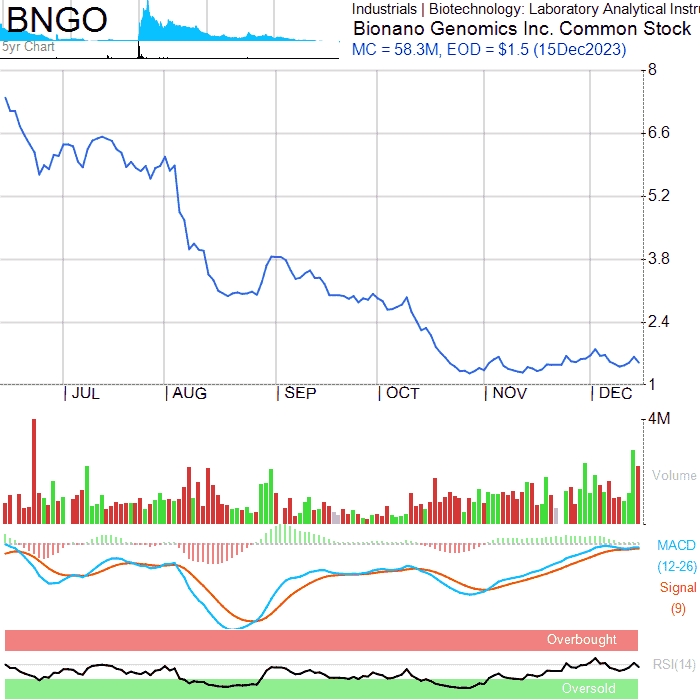 BNGO
5yr Chart
Industrials | Biotechnology: Laboratory Analytical Instru
Bionano Genomics Inc. Common Stock
MC = 58.3M, EOD = $1.5 (15Dec2023)
8
6.6
5.2
3.8
2.4
1
JUL AUG SEP OCT NOV DEC
4M
Volume
MACD
(12-26)
Signal
(9)
Overbought
RSI(14)
Oversold